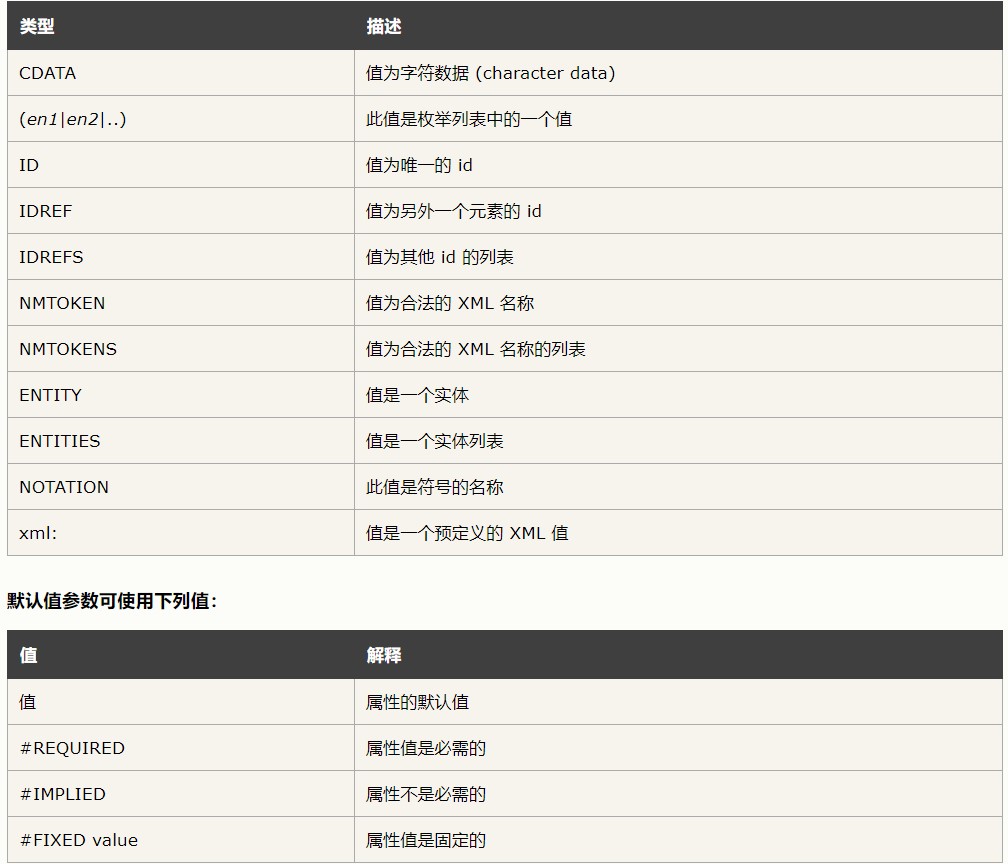 类型 描述
CDATA 值为字符数据 (character data)
(en1|en2|..) 此值是枚举列表中的一个值
ID 值为唯一的 id
IDREF 值为另外一个元素的 id
IDREFS 值为其他 id 的列表
NMTOKEN 值为合法的 XML 名称
NMTOKENS 值为合法的 XML 名称的列表
ENTITY 值是一个实体
ENTITIES 值是一个实体列表
NOTATION 此值是符号的名称
xml: 值是一个预定义的 XML 值
默认值参数可使用下列值：
值 解释
值 属性的默认值
#REQUIRED 属性值是必需的
#IMPLIED 属性不是必需的
#FIXED value 属性值是固定的